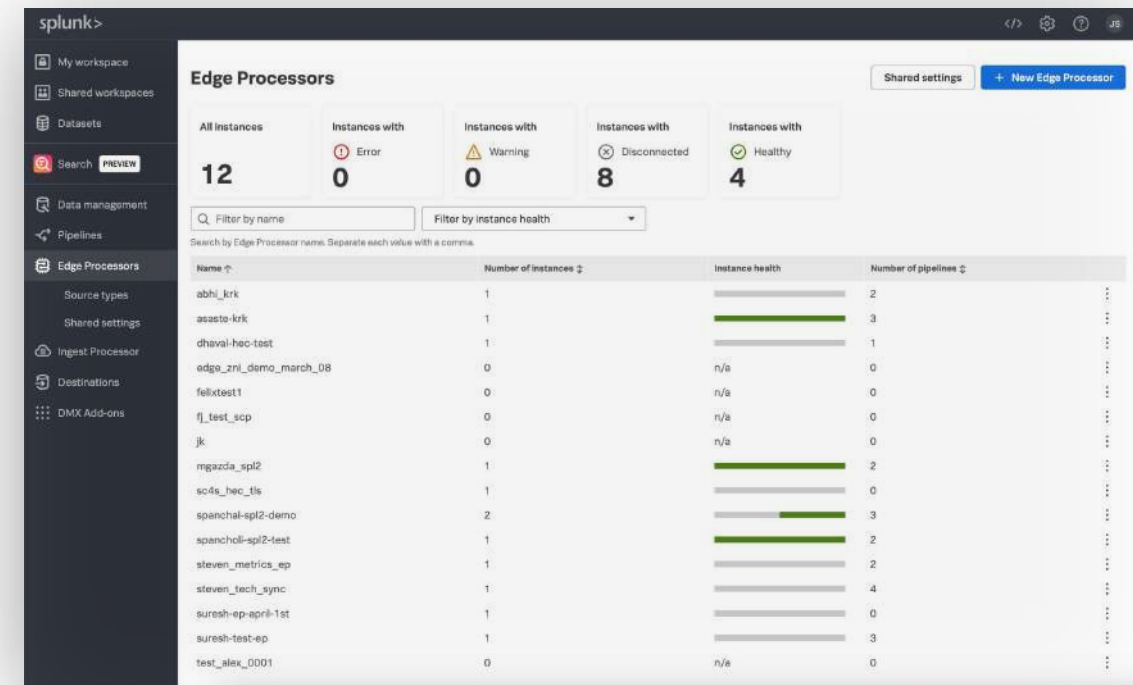 splunk>
</>
JS
My workspace
Shared workspaces
Datasets
Search PREVIEW
Data management
Pipelines
Edge Processors
Source types
Shared settings
Ingest Processor
Destinations
DMX Add-ons
Edge Processors
Shared settings
+ New Edge Processor
All instances
12
Instances with
Error
0
Instances with
Warning
0
Instances with
Disconnected
8
Instances with
Healthy
4
Filter by name
Filter by instance health
Search by Edge Processor name. Separate each value with a comma.
Name Number of instances Instance health Number of pipelines
abhi_krk 1 2
asasto-krk 1 3
dhaval-hec-test 1 1
edge_zni_demo_march_08 0 n/a 0
felixtest1 0 n/a 0
fj_test_scp 0 n/a 0
jk 0 n/a 0
mgazda_spl2 1 2
sc4s_hec_tls 1 0
spanchal-spl2-demo 2 3
spancholi-spl2-test 1 2
steven_metrics_ep 1 2
steven_tech_sync 1 4
suresh-ep-april-1st 1 0
suresh-test-ep 1 3
test_alex_0001 0 n/a 0